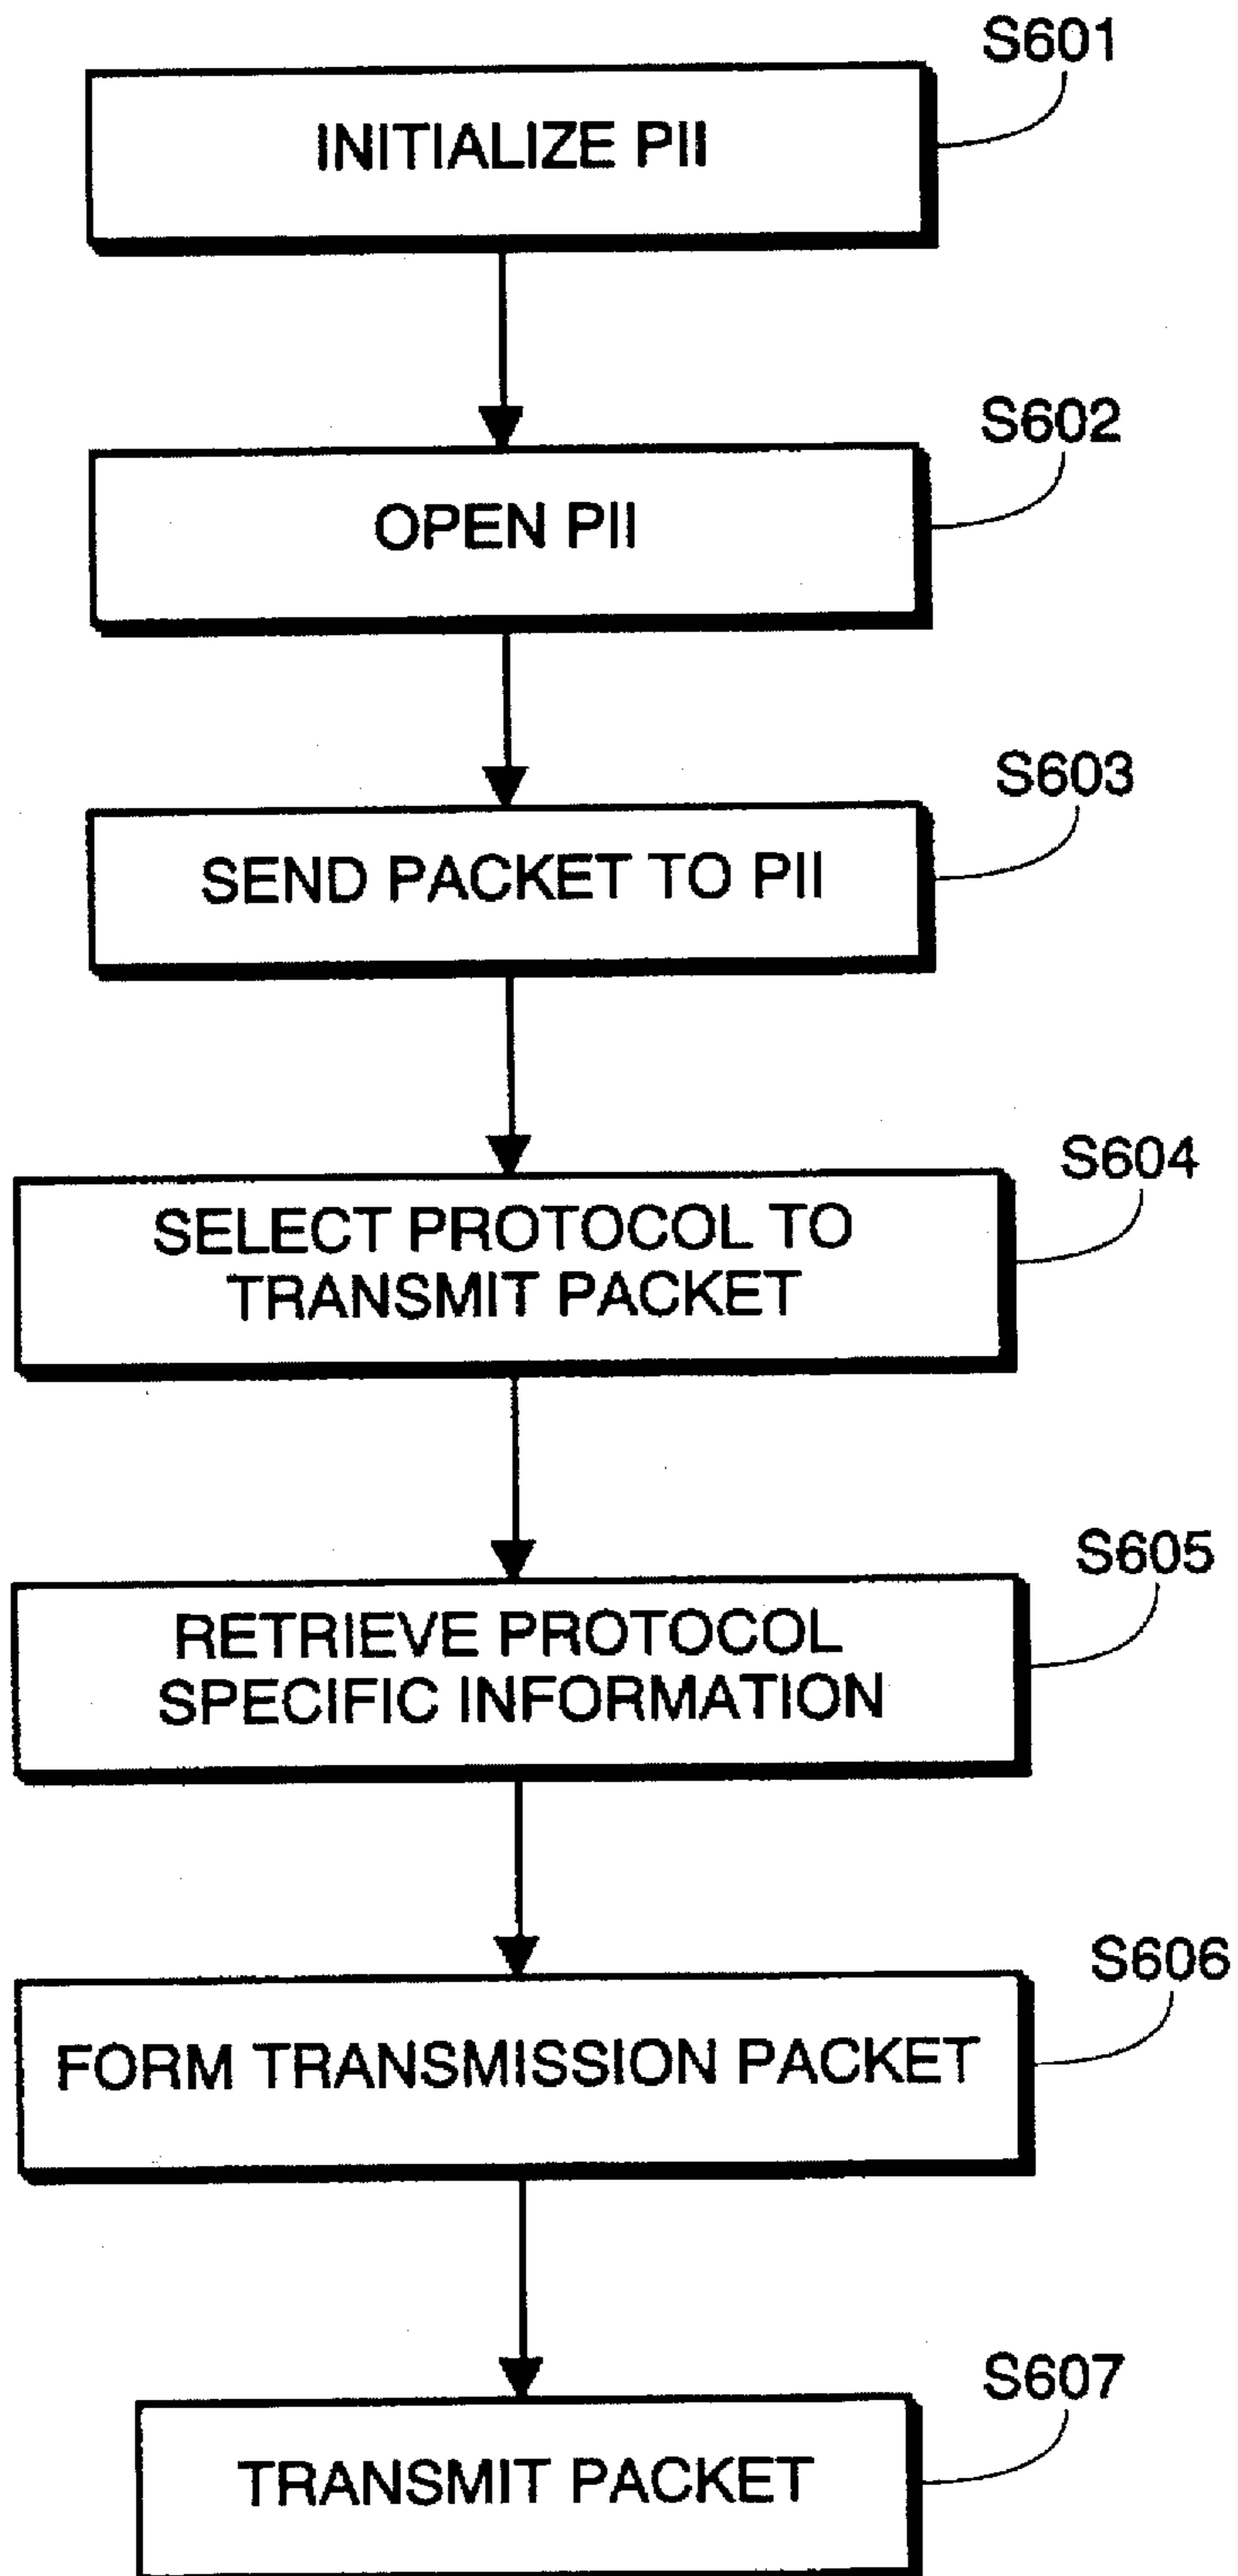 S601
INITIALIZE PII
S602
OPEN PII
S603
SEND PACKET TO PII
S604
SELECT PROTOCOL TO
TRANSMIT PACKET
S605
RETRIEVE PROTOCOL
SPECIFIC INFORMATION
S606
FORM TRANSMISSION PACKET
S607
TRANSMIT PACKET